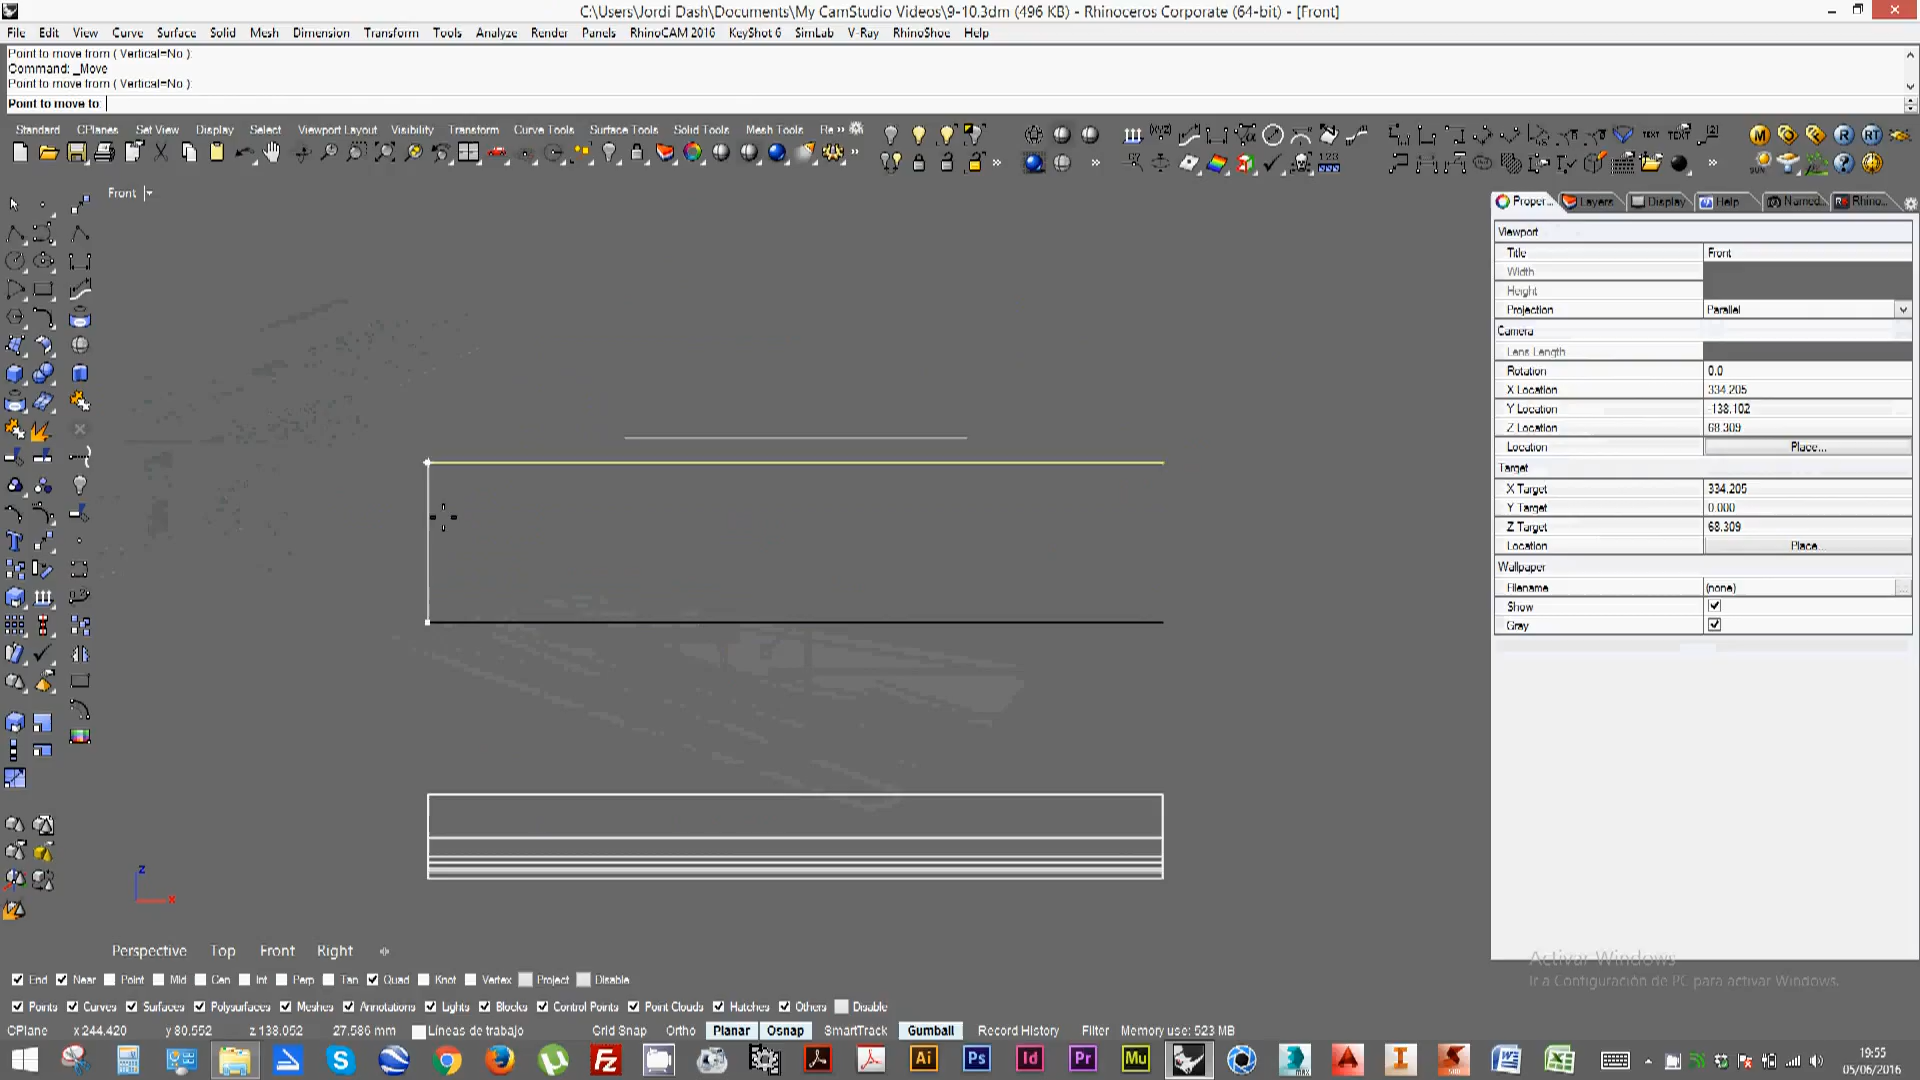 C:\Users\Jordi Dash\Documents\My CamStudio Videos\9-10.3dm (496 KB) - Rhinoceros Corporate (64-bit) - [Front]
File Edit View Curve Surface Solid Mesh Dimension Transform Tools Analyze Render Panels RhinoCAM 2016 KeyShot 6 SimLab V-Ray RhinoShoe Help
Point to move from ( Vertical=No ):
Command: _Move
Point to move from ( Vertical=No ):
Point to move to:
Standard CPlanes Set View Display Select Viewport Layout Visibility Transform Curve Tools Surface Tools Solid Tools Mesh Tools Re »
Front
Proper... Layers Display Help Named... Rhino...
Viewport
Title Front
Width
Height
Projection Parallel
Camera
Lens Length
Rotation 0.0
X Location 334.205
Y Location -138.102
Z Location 68.309
Location Place...
Target
X Target 334.205
Y Target 0.000
Z Target 68.309
Location Place...
Wallpaper
Filename (none)
Show
Gray
z
x
Perspective Top Front Right
Activar Windows
Ir a Configuración de PC para activar Windows.
End Near Point Mid Cen Int Perp Tan Quad Knot Vertex Project Disable
Points Curves Surfaces Polysurfaces Meshes Annotations Lights Blocks Control Points Point Clouds Hatches Others Disable
CPlane x 244.420 y 80.552 z 138.052 27.586 mm Líneas de trabajo Grid Snap Ortho Planar Osnap SmartTrack Gumball Record History Filter Memory use: 523 MB
19:55
05/06/2016